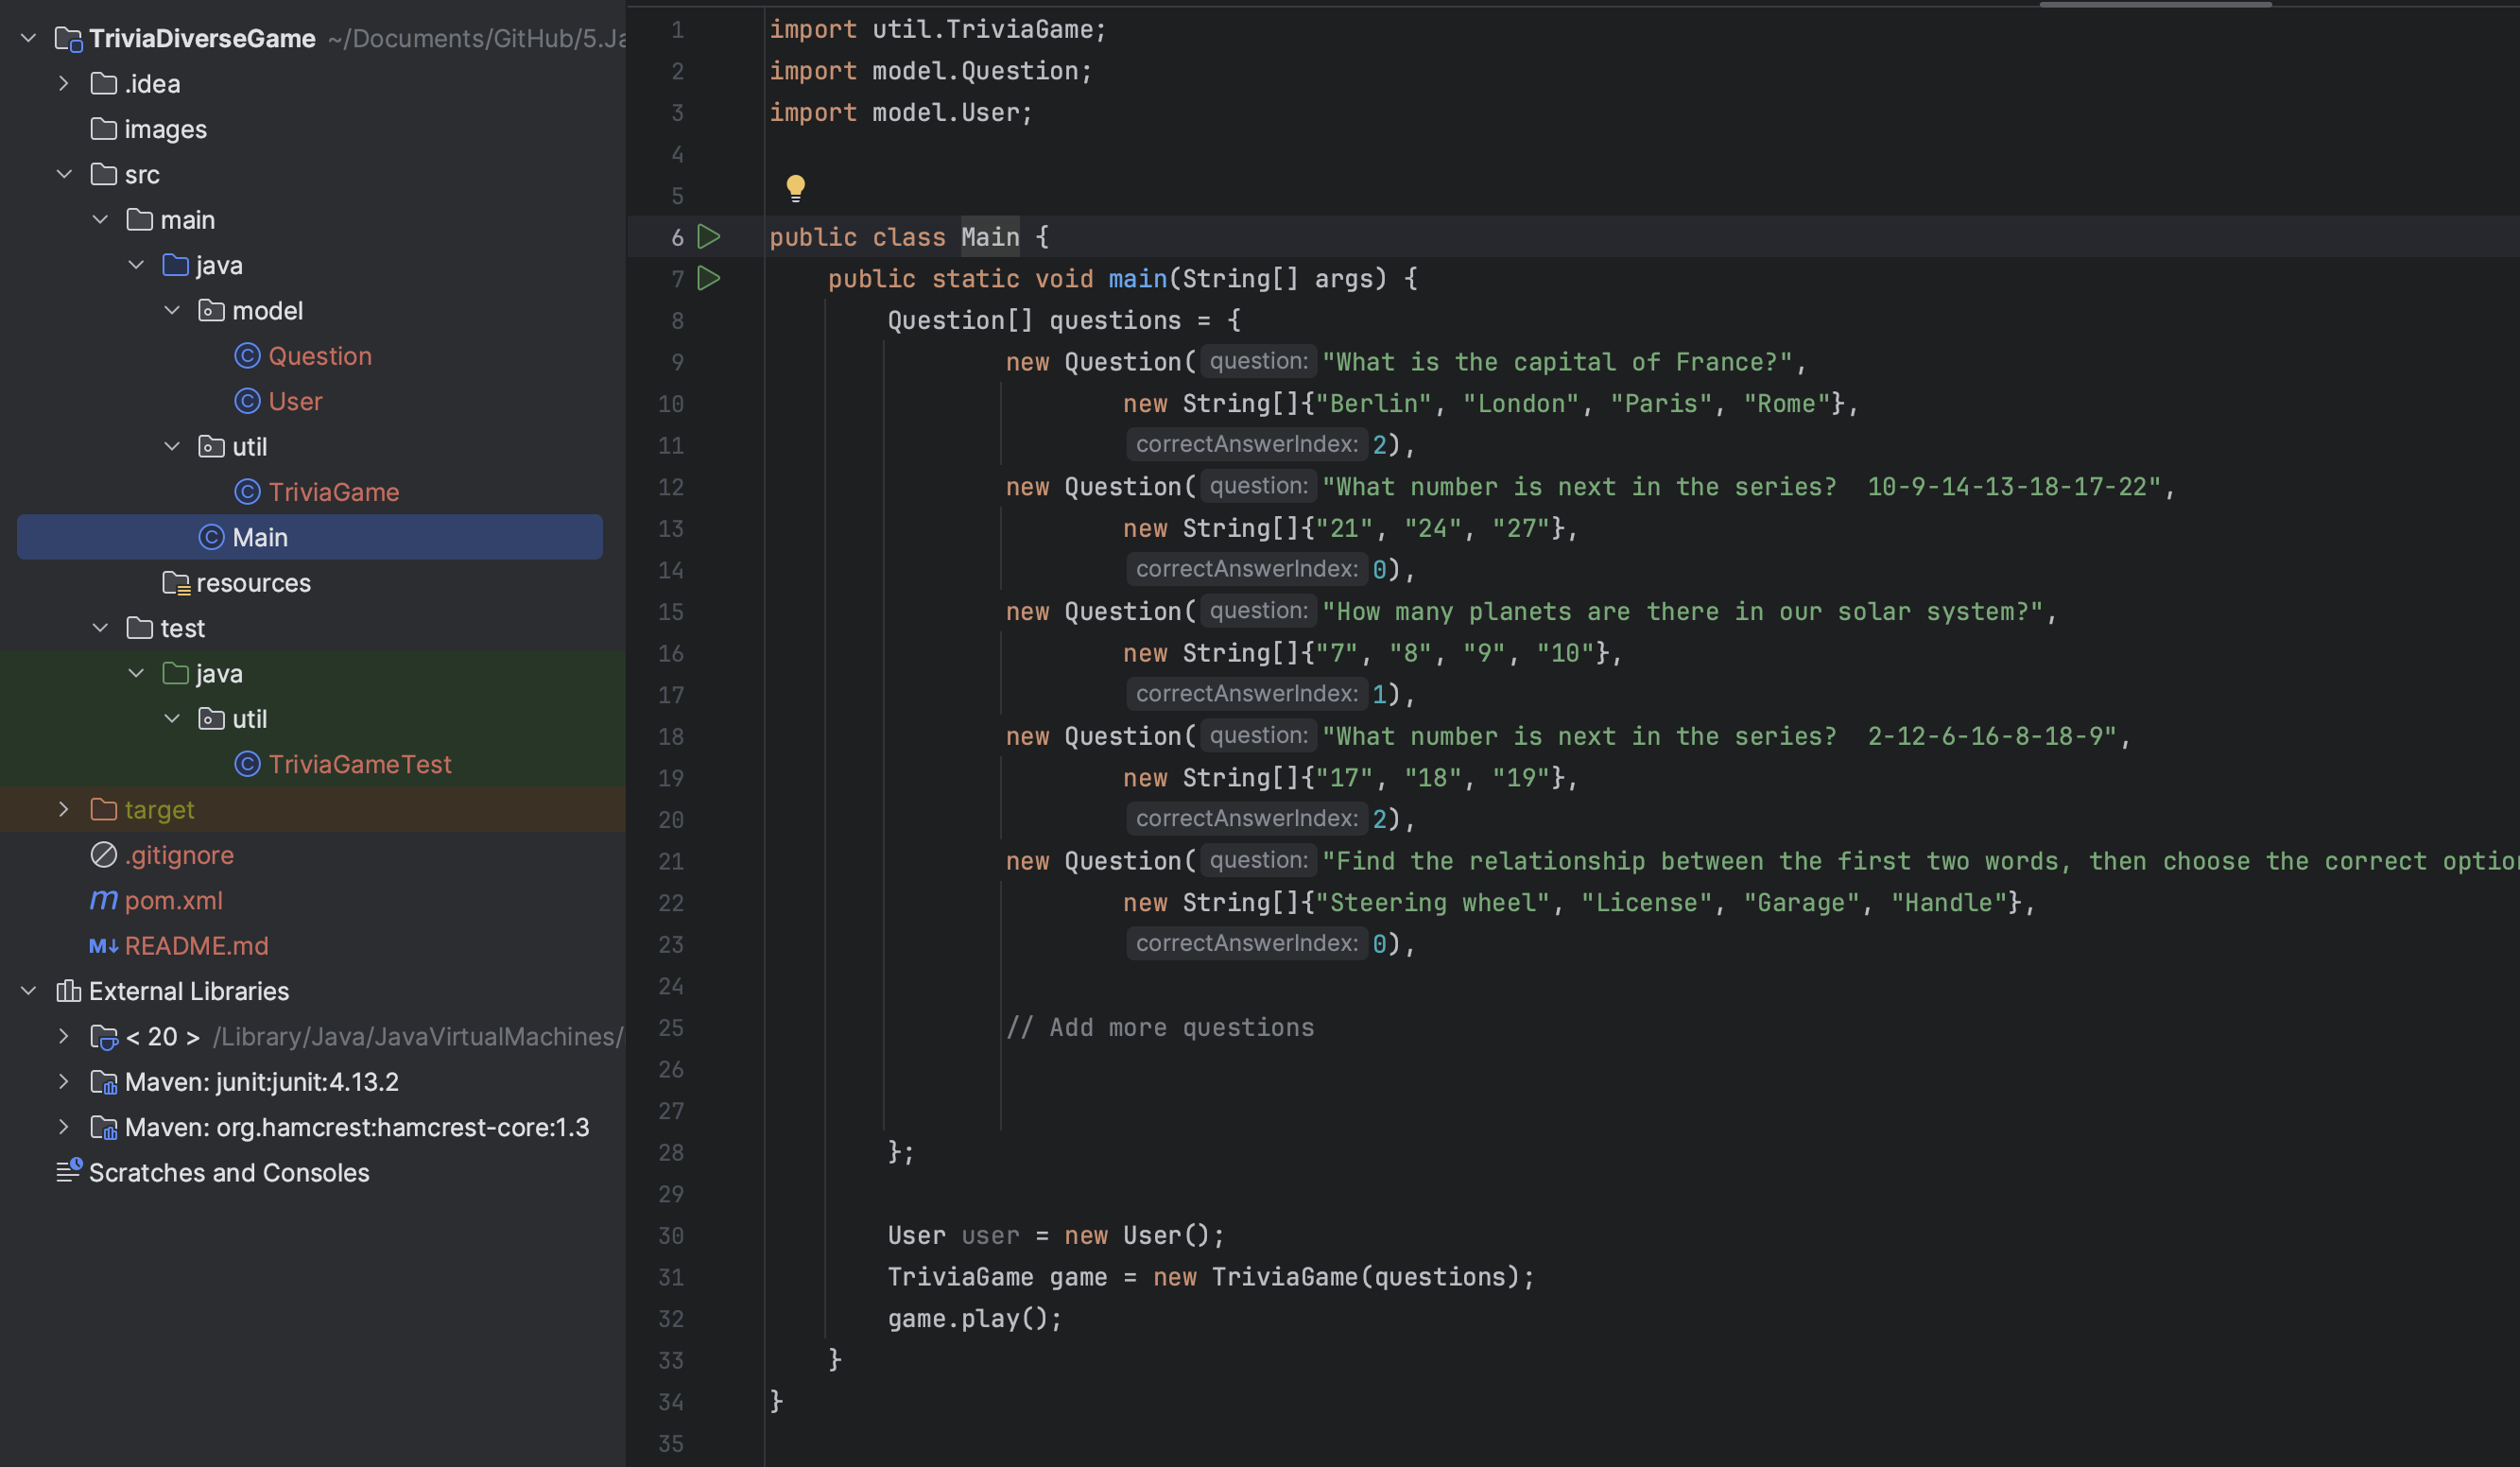 TriviaDiverseGame ~/Documents/GitHub/5.Ja
.idea
images
src
main
java
model
Question
User
util
TriviaGame
Main
resources
test
java
util
TriviaGameTest
target
.gitignore
pom.xml
README.md
External Libraries
< 20 > /Library/Java/JavaVirtualMachines/
Maven: junit:junit:4.13.2
Maven: org.hamcrest:hamcrest-core:1.3
Scratches and Consoles
1 import util.TriviaGame;
2 import model.Question;
3 import model.User;
4
5
6 public class Main {
7 public static void main(String[] args) {
8 Question[] questions = {
9 new Question( question: "What is the capital of France?",
10 new String[]{"Berlin", "London", "Paris", "Rome"},
11 correctAnswerIndex: 2),
12 new Question( question: "What number is next in the series?  10-9-14-13-18-17-22",
13 new String[]{"21", "24", "27"},
14 correctAnswerIndex: 0),
15 new Question( question: "How many planets are there in our solar system?",
16 new String[]{"7", "8", "9", "10"},
17 correctAnswerIndex: 1),
18 new Question( question: "What number is next in the series?  2-12-6-16-8-18-9",
19 new String[]{"17", "18", "19"},
20 correctAnswerIndex: 2),
21 new Question( question: "Find the relationship between the first two words, then choose the correct option
22 new String[]{"Steering wheel", "License", "Garage", "Handle"},
23 correctAnswerIndex: 0),
24
25 // Add more questions
26
27
28 };
29
30 User user = new User();
31 TriviaGame game = new TriviaGame(questions);
32 game.play();
33 }
34 }
35